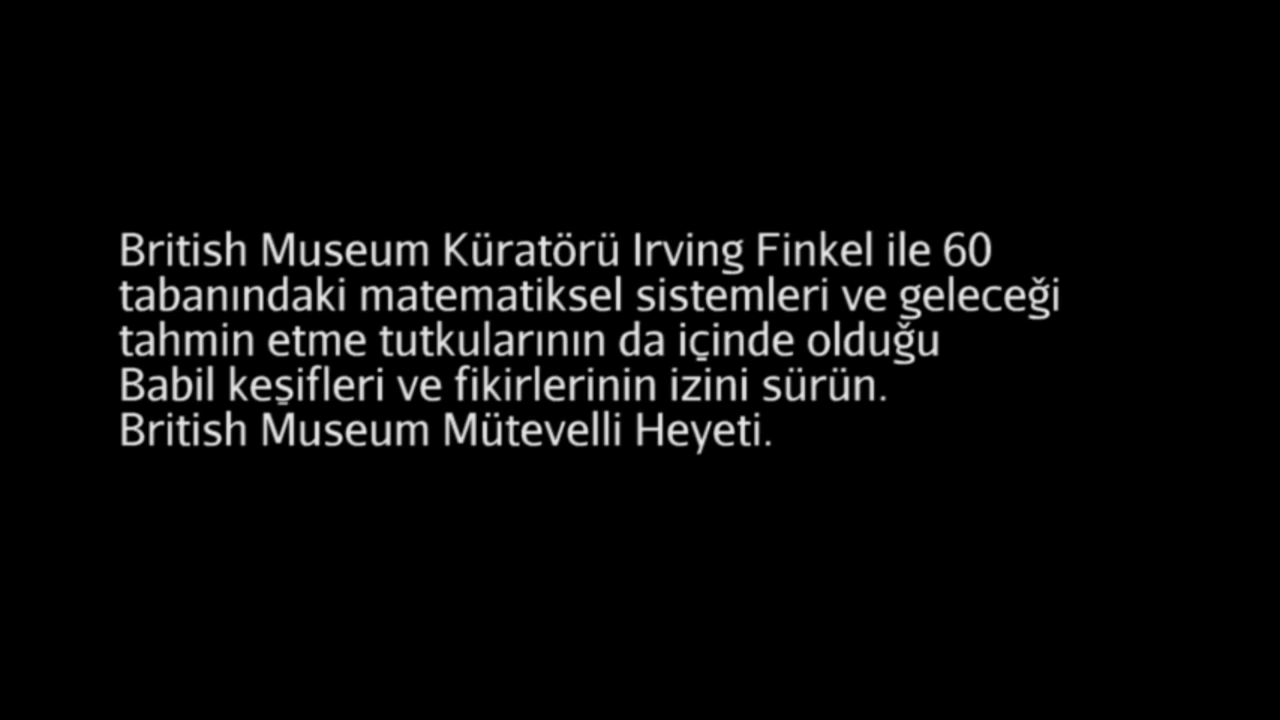 British Museum Küratörü Irving Finkel ile 60
tabanındaki matematiksel sistemleri ve geleceği
tahmin etme tutkularının da içinde olduğu
Babil keşifleri ve fikirlerinin izini sürün.
British Museum Mütevelli Heyeti.